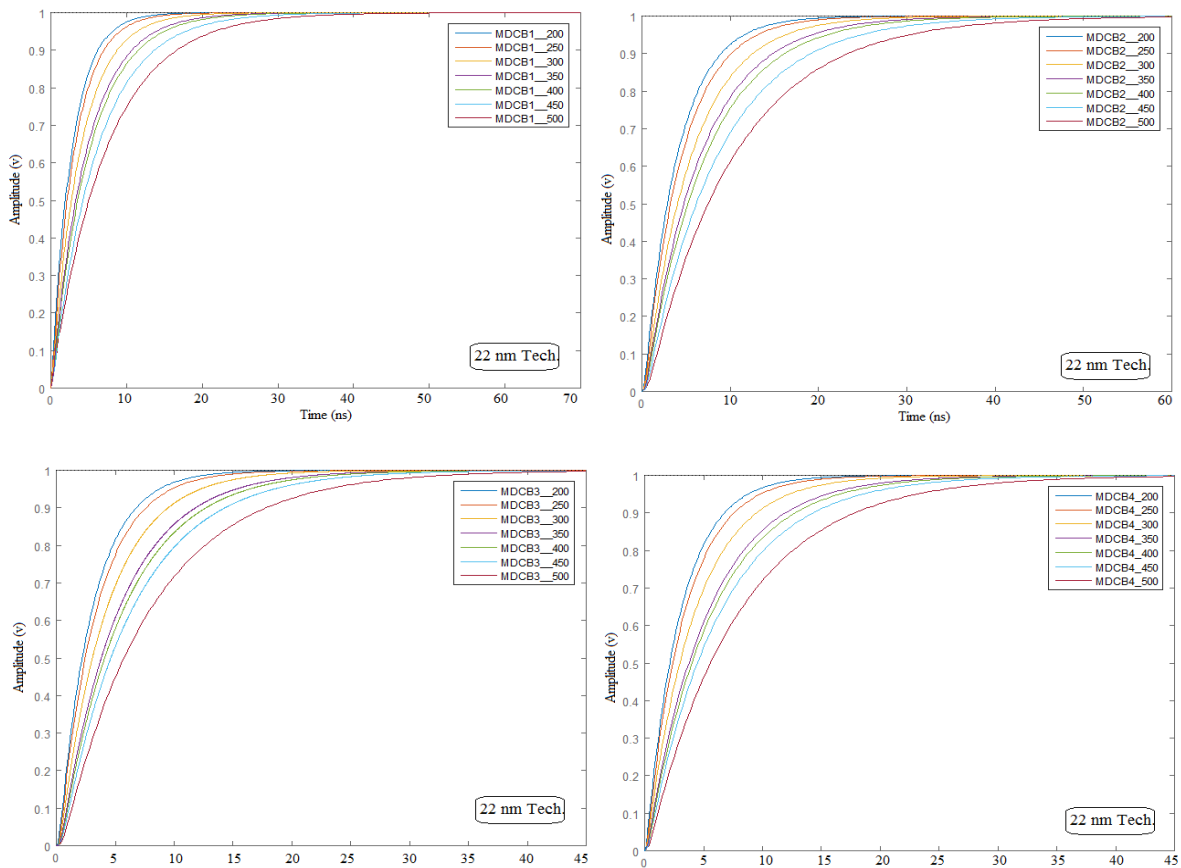 1
0.9
0.8
0.7
0.6
0.5
0.4
0.3
0.2
0.1
0
Amplitude (v)
MDCB1__200
MDCB1__250
MDCB1__300
MDCB1__350
MDCB1__400
MDCB1__450
MDCB1__500
22 nm Tech.
0 10 20 30 40 50 60 70
Time (ns)
1
0.9
0.8
0.7
0.6
0.5
0.4
0.3
0.2
0.1
0
Amplitude (v)
MDCB2__200
MDCB2__250
MDCB2__300
MDCB2__350
MDCB2__400
MDCB2__450
MDCB2__500
22 nm Tech.
0 10 20 30 40 50 60
Time (ns)
1
0.9
0.8
0.7
0.6
0.5
0.4
0.3
0.2
0.1
0
Amplitude (v)
MDCB3__200
MDCB3__250
MDCB3__300
MDCB3__350
MDCB3__400
MDCB3__450
MDCB3__500
22 nm Tech.
0 5 10 15 20 25 30 35 40 45
1
0.9
0.8
0.7
0.6
0.5
0.4
0.3
0.2
0.1
0
Amplitude (v)
MDCB4_200
MDCB4_250
MDCB4_300
MDCB4_350
MDCB4_400
MDCB4_450
MDCB4_500
22 nm Tech.
0 5 10 15 20 25 30 35 40 45